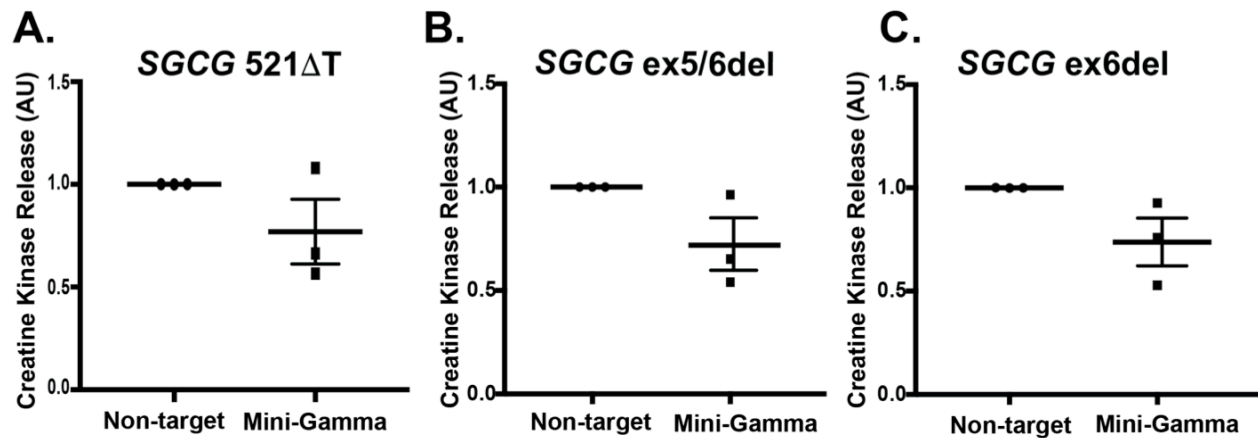 A.
SGCG 521ΔT
Creatine Kinase Release (AU)
1.5
1.0
0.5
0.0
Non-target Mini-Gamma
B.
SGCG ex5/6del
Creatine Kinase Release (AU)
1.5
1.0
0.5
0.0
Non-target Mini-Gamma
C.
SGCG ex6del
Creatine Kinase Release (AU)
1.5
1.0
0.5
0.0
Non-target Mini-Gamma